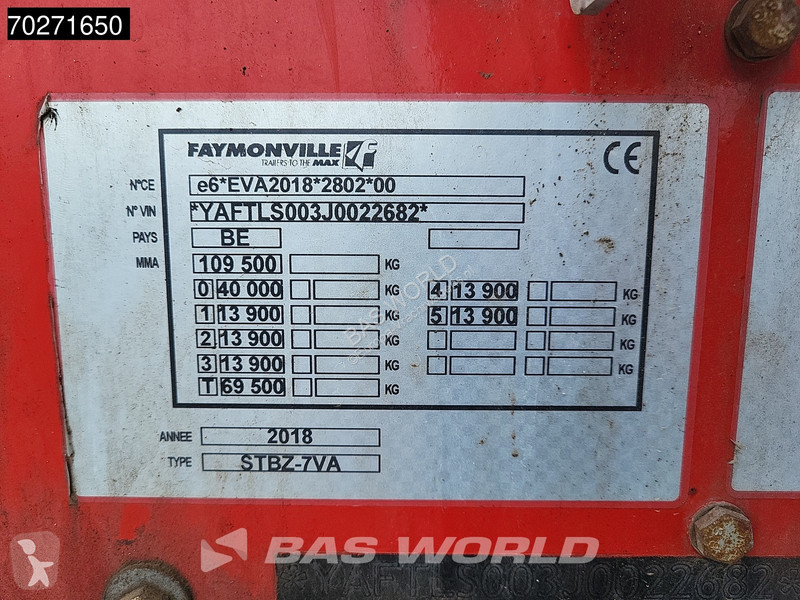 70271650
FAYMONVILLE
TRAILERS TO THE MAX
CE
N°CE e6*EVA2018*2802*00
N° VIN *YAFTLS003J0022682*
PAYS BE
MMA 109 500 KG
0 40 000 KG 4 13 900 KG
1 13 900 KG 5 13 900 KG
2 13 900 KG KG
3 13 900 KG KG
T 69 500 KG
ANNEE 2018
TYPE STBZ-7VA
BAS WORLD
BAS WORLD
*YAFTLS003J0022682*